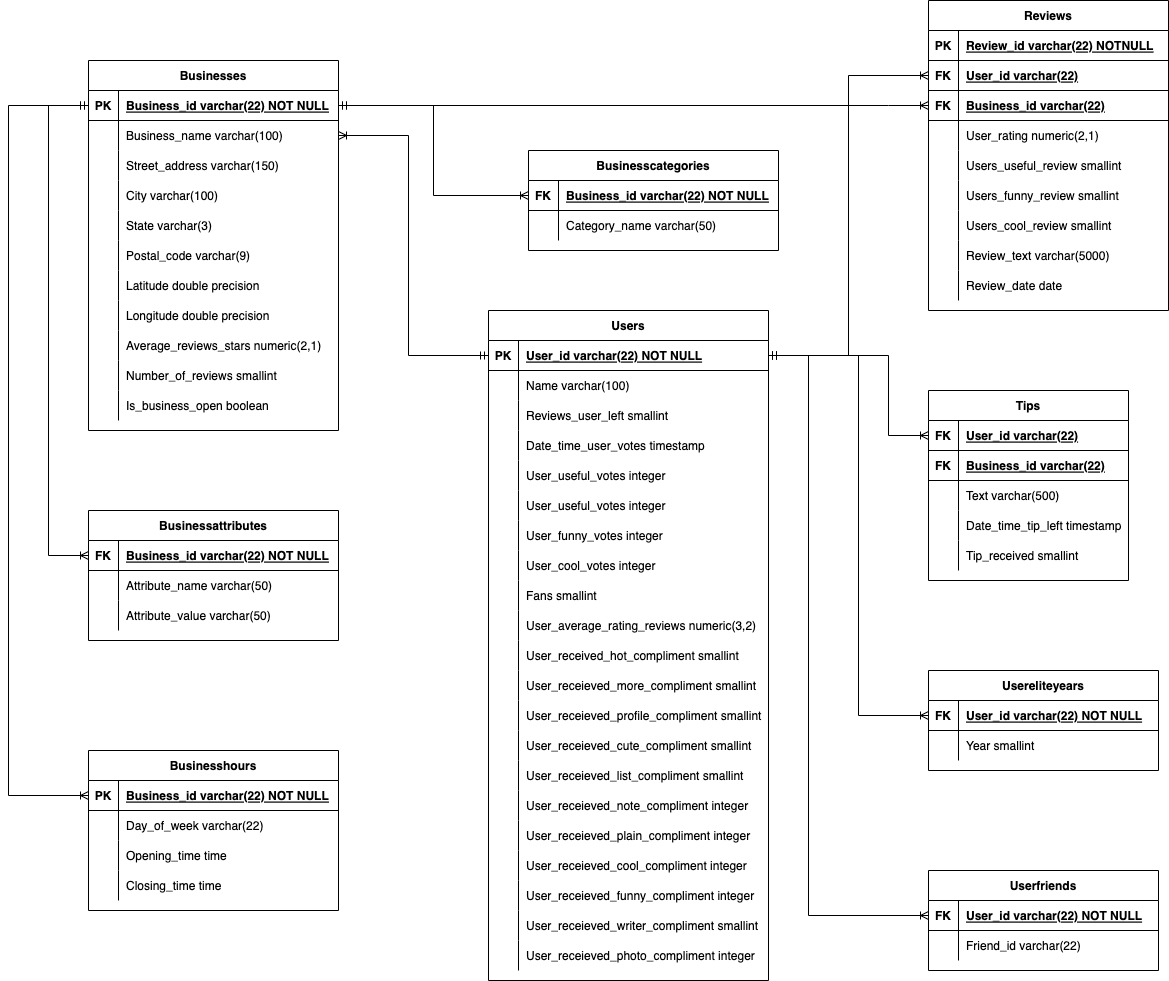 Businesses
PK Business_id varchar(22) NOT NULL
Business_name varchar(100)
Street_address varchar(150)
City varchar(100)
State varchar(3)
Postal_code varchar(9)
Latitude double precision
Longitude double precision
Average_reviews_stars numeric(2,1)
Number_of_reviews smallint
Is_business_open boolean
Businessattributes
FK Business_id varchar(22) NOT NULL
Attribute_name varchar(50)
Attribute_value varchar(50)
Businesshours
PK Business_id varchar(22) NOT NULL
Day_of_week varchar(22)
Opening_time time
Closing_time time
Businesscategories
FK Business_id varchar(22) NOT NULL
Category_name varchar(50)
Users
PK User_id varchar(22) NOT NULL
Name varchar(100)
Reviews_user_left smallint
Date_time_user_votes timestamp
User_useful_votes integer
User_useful_votes integer
User_funny_votes integer
User_cool_votes integer
Fans smallint
User_average_rating_reviews numeric(3,2)
User_received_hot_compliment smallint
User_receieved_more_compliment smallint
User_receieved_profile_compliment smallint
User_receieved_cute_compliment smallint
User_receieved_list_compliment smallint
User_receieved_note_compliment integer
User_receieved_plain_compliment integer
User_receieved_cool_compliment integer
User_receieved_funny_compliment integer
User_receieved_writer_compliment smallint
User_receieved_photo_compliment integer
Reviews
PK Review_id varchar(22) NOTNULL
FK User_id varchar(22)
FK Business_id varchar(22)
User_rating numeric(2,1)
Users_useful_review smallint
Users_funny_review smallint
Users_cool_review smallint
Review_text varchar(5000)
Review_date date
Tips
FK User_id varchar(22)
FK Business_id varchar(22)
Text varchar(500)
Date_time_tip_left timestamp
Tip_received smallint
Usereliteyears
FK User_id varchar(22) NOT NULL
Year smallint
Userfriends
FK User_id varchar(22) NOT NULL
Friend_id varchar(22)